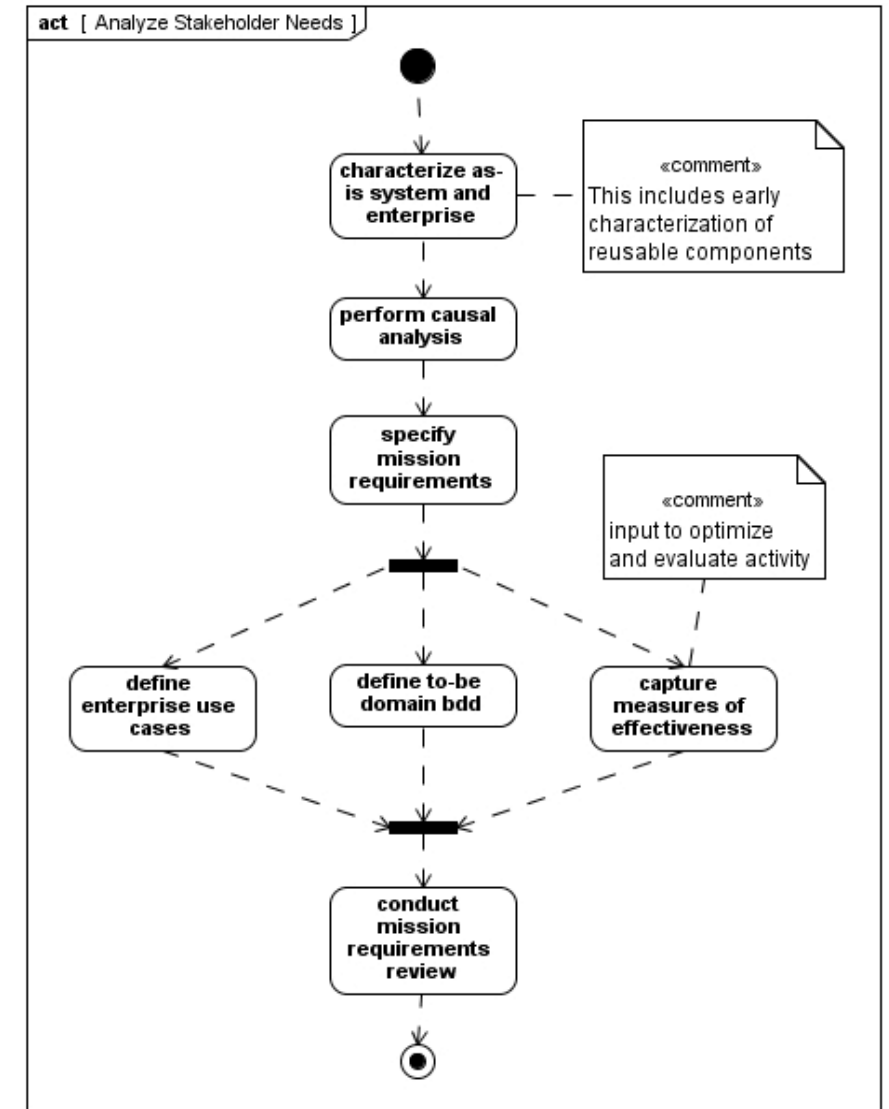 act [ Analyze Stakeholder Needs ]
characterize as-
is system and
enterprise
«comment»
This includes early
characterization of
reusable components
perform causal
analysis
specify
mission
requirements
«comment»
input to optimize
and evaluate activity
define
enterprise use
cases
define to-be
domain bdd
capture
measures of
effectiveness
conduct
mission
requirements
review